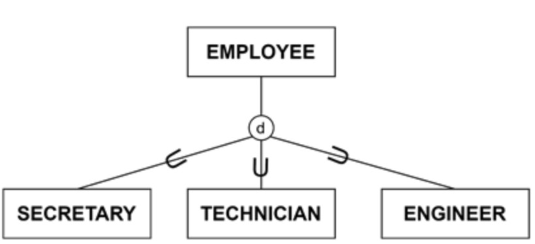 EMPLOYEE
d
SECRETARY
TECHNICIAN
ENGINEER